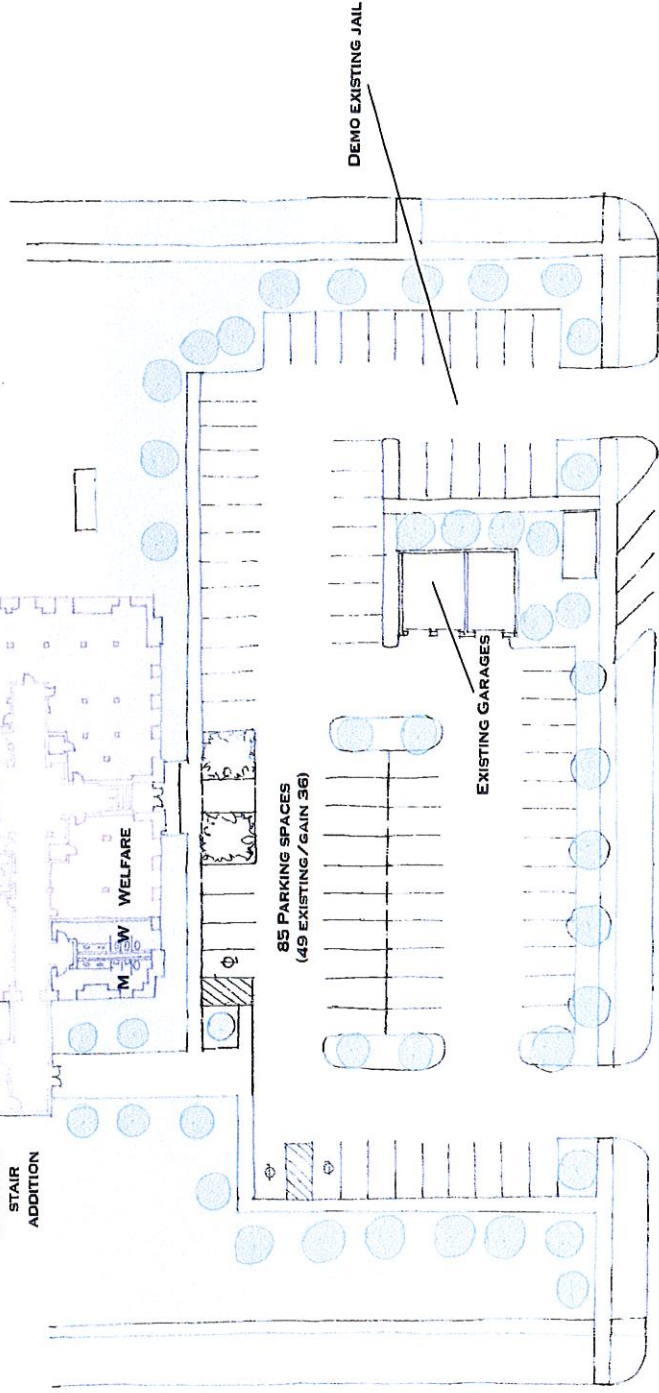 DEMO EXISTING JAIL
STAIR
ADDITION
M W WELFARE
85 PARKING SPACES
(49 EXISTING/GAIN 36)
EXISTING GARAGES